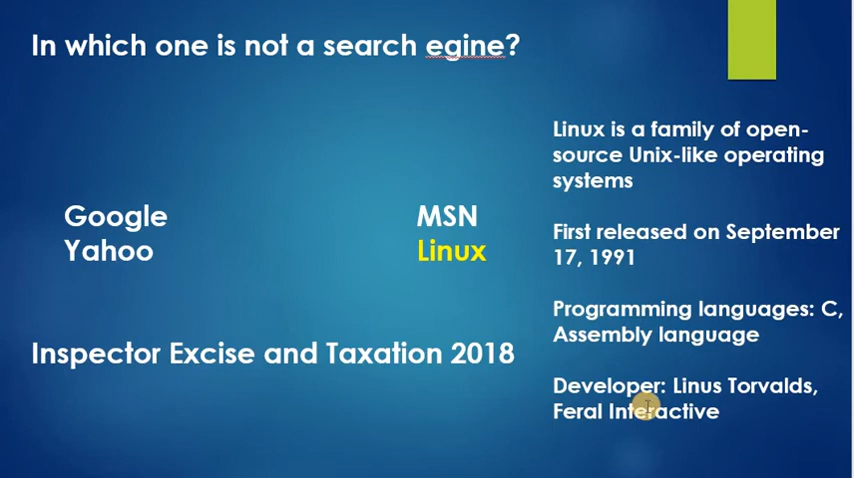 In which one is not a search egine?
Google
Yahoo
MSN
Linux
Inspector Excise and Taxation 2018
Linux is a family of open-
source Unix-like operating
systems
First released on September
17, 1991
Programming languages: C,
Assembly language
Developer: Linus Torvalds,
Feral Interactive